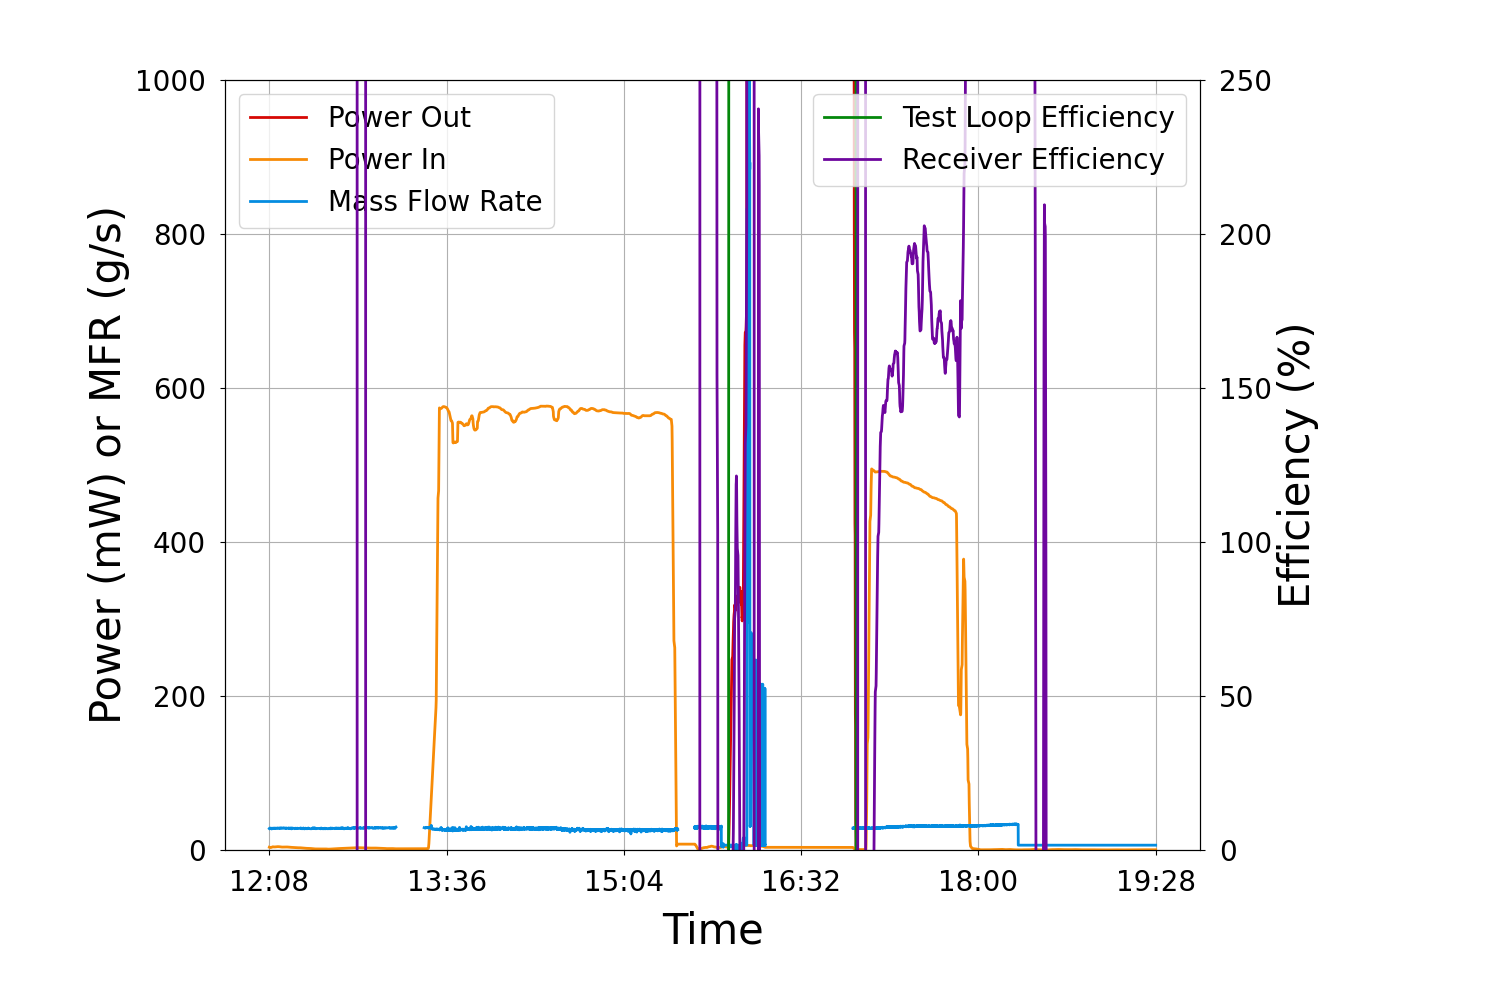 1000
800
600
400
200
0
Power (mW) or MFR (g/s)
Power Out
Power In
Mass Flow Rate
Test Loop Efficiency
Receiver Efficiency
250
200
150
100
50
0
Efficiency (%)
12:08 13:36 15:04 16:32 18:00 19:28
Time